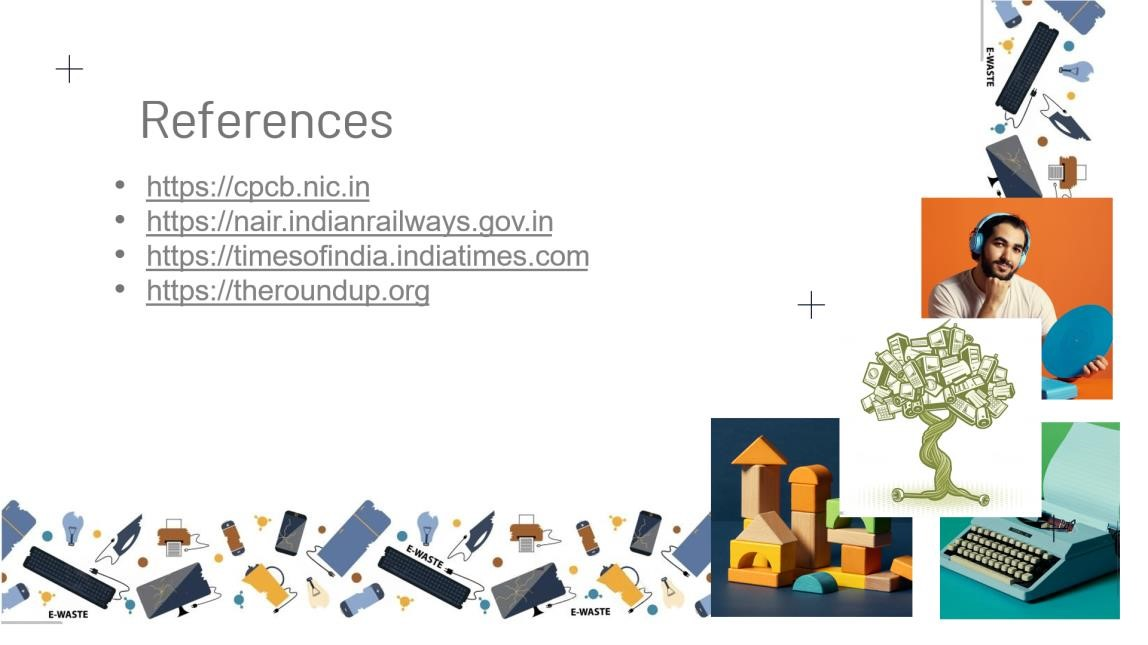 References
• https://cpcb.nic.in
• https://nair.indianrailways.gov.in
• https://timesofindia.indiatimes.com
• https://theroundup.org
E-WASTE
E-WASTE
E-WASTE
E-WASTE